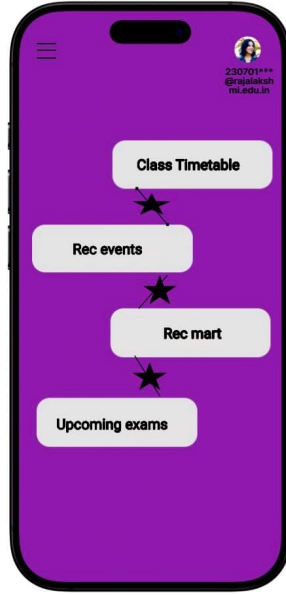 230701***
@rajalaksh
mi.edu.in
Class Timetable
Rec events
Rec mart
Upcoming exams